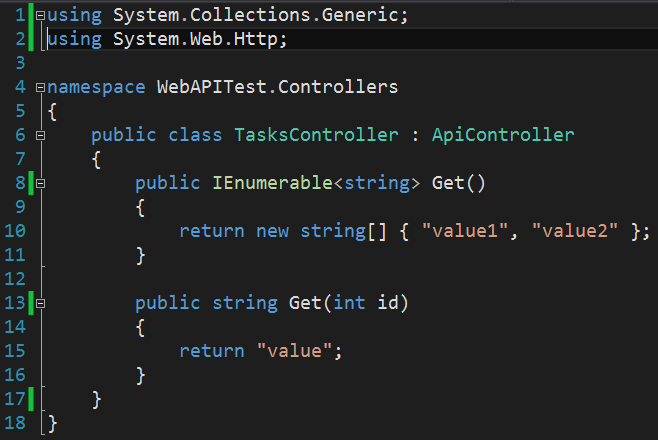 1 using System.Collections.Generic;
2 using System.Web.Http;
3
4 namespace WebAPITest.Controllers
5 {
6     public class TasksController : ApiController
7     {
8         public IEnumerable<string> Get()
9         {
10             return new string[] { "value1", "value2" };
11         }
12
13         public string Get(int id)
14         {
15             return "value";
16         }
17     }
18 }